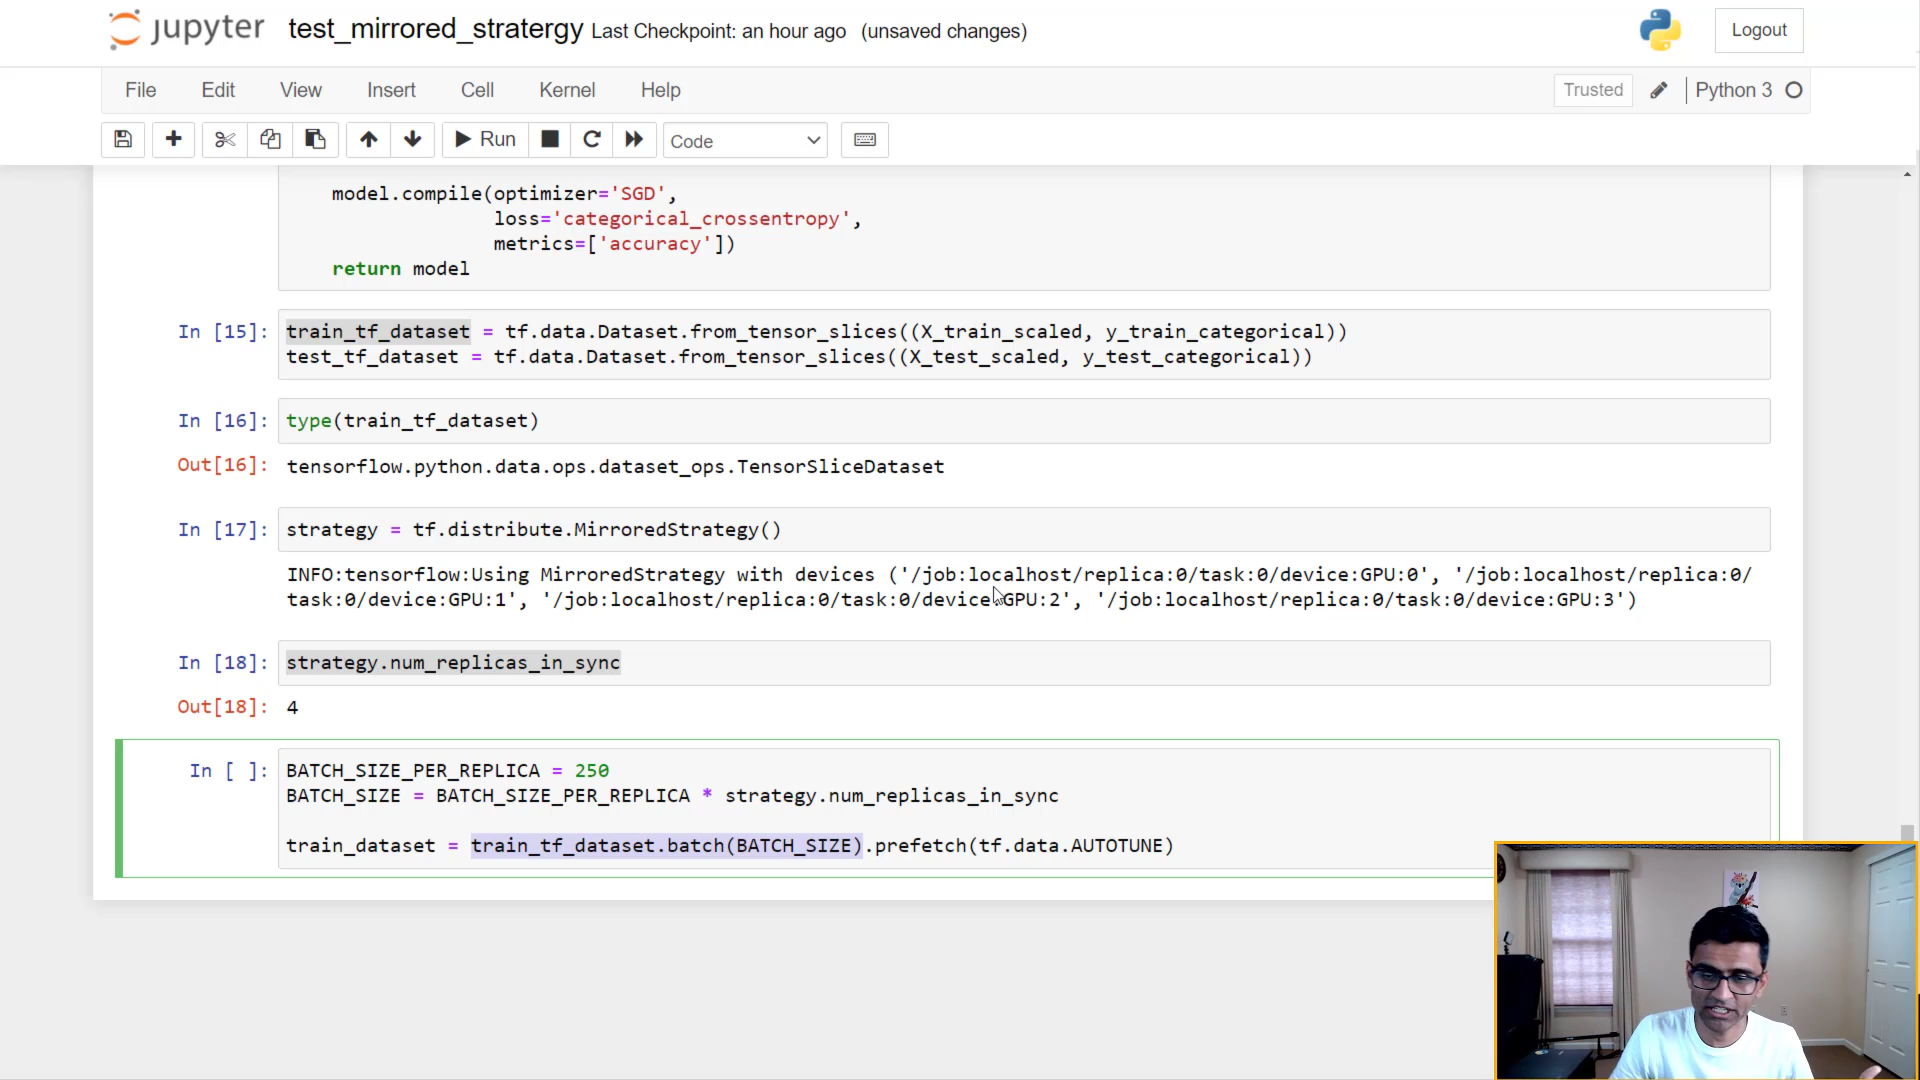 jupyter test_mirrored_stratergy Last Checkpoint: an hour ago (unsaved changes) Logout
File Edit View Insert Cell Kernel Help Trusted Python 3
Run Code
model.compile(optimizer='SGD',
loss='categorical_crossentropy',
metrics=['accuracy'])
return model
In [15]: train_tf_dataset = tf.data.Dataset.from_tensor_slices((X_train_scaled, y_train_categorical))
test_tf_dataset = tf.data.Dataset.from_tensor_slices((X_test_scaled, y_test_categorical))
In [16]: type(train_tf_dataset)
Out[16]: tensorflow.python.data.ops.dataset_ops.TensorSliceDataset
In [17]: strategy = tf.distribute.MirroredStrategy()
INFO:tensorflow:Using MirroredStrategy with devices ('/job:localhost/replica:0/task:0/device:GPU:0', '/job:localhost/replica:0/
task:0/device:GPU:1', '/job:localhost/replica:0/task:0/device:GPU:2', '/job:localhost/replica:0/task:0/device:GPU:3')
In [18]: strategy.num_replicas_in_sync
Out[18]: 4
In [ ]: BATCH_SIZE_PER_REPLICA = 250
BATCH_SIZE = BATCH_SIZE_PER_REPLICA * strategy.num_replicas_in_sync
train_dataset = train_tf_dataset.batch(BATCH_SIZE).prefetch(tf.data.AUTOTUNE)